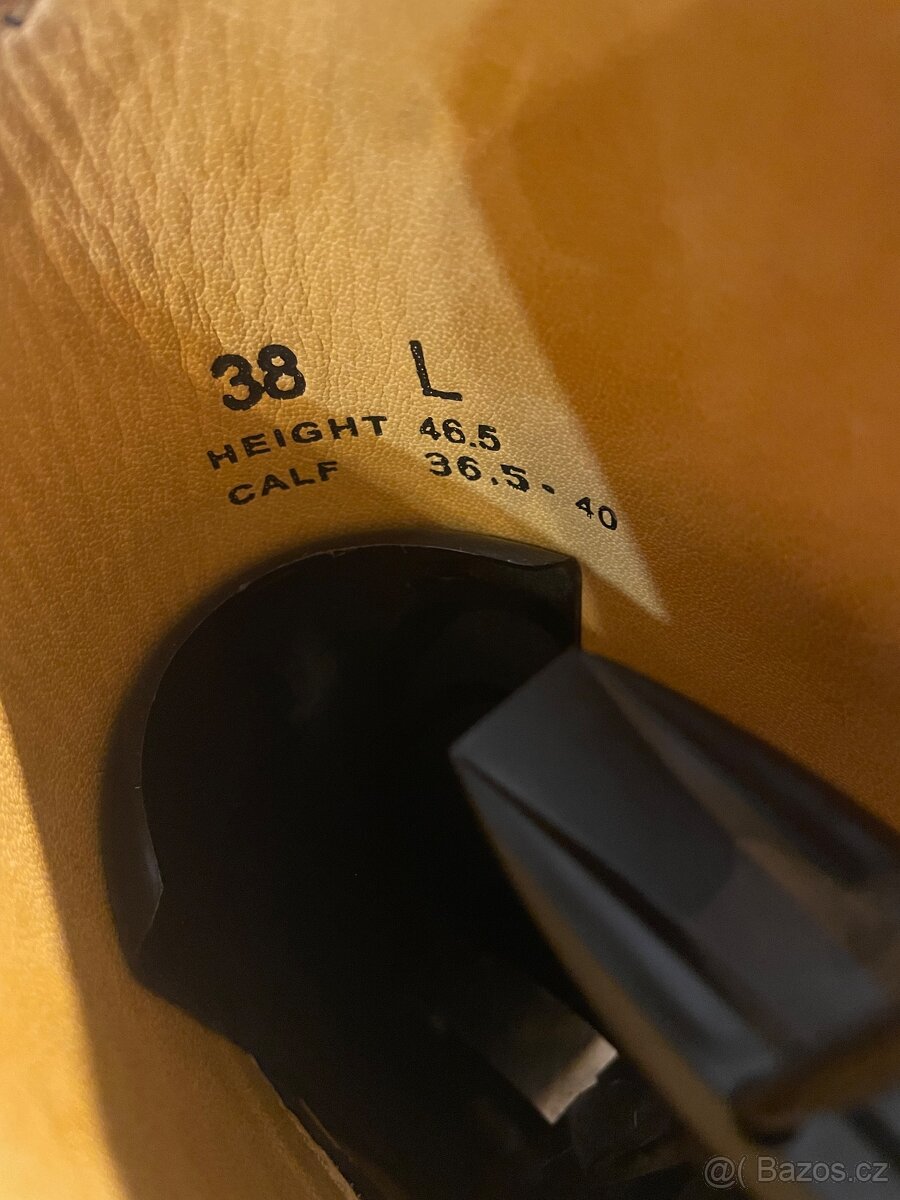 38 L
HEIGHT 46.5
CALF 36.5 - 40
@( Bazos.cz